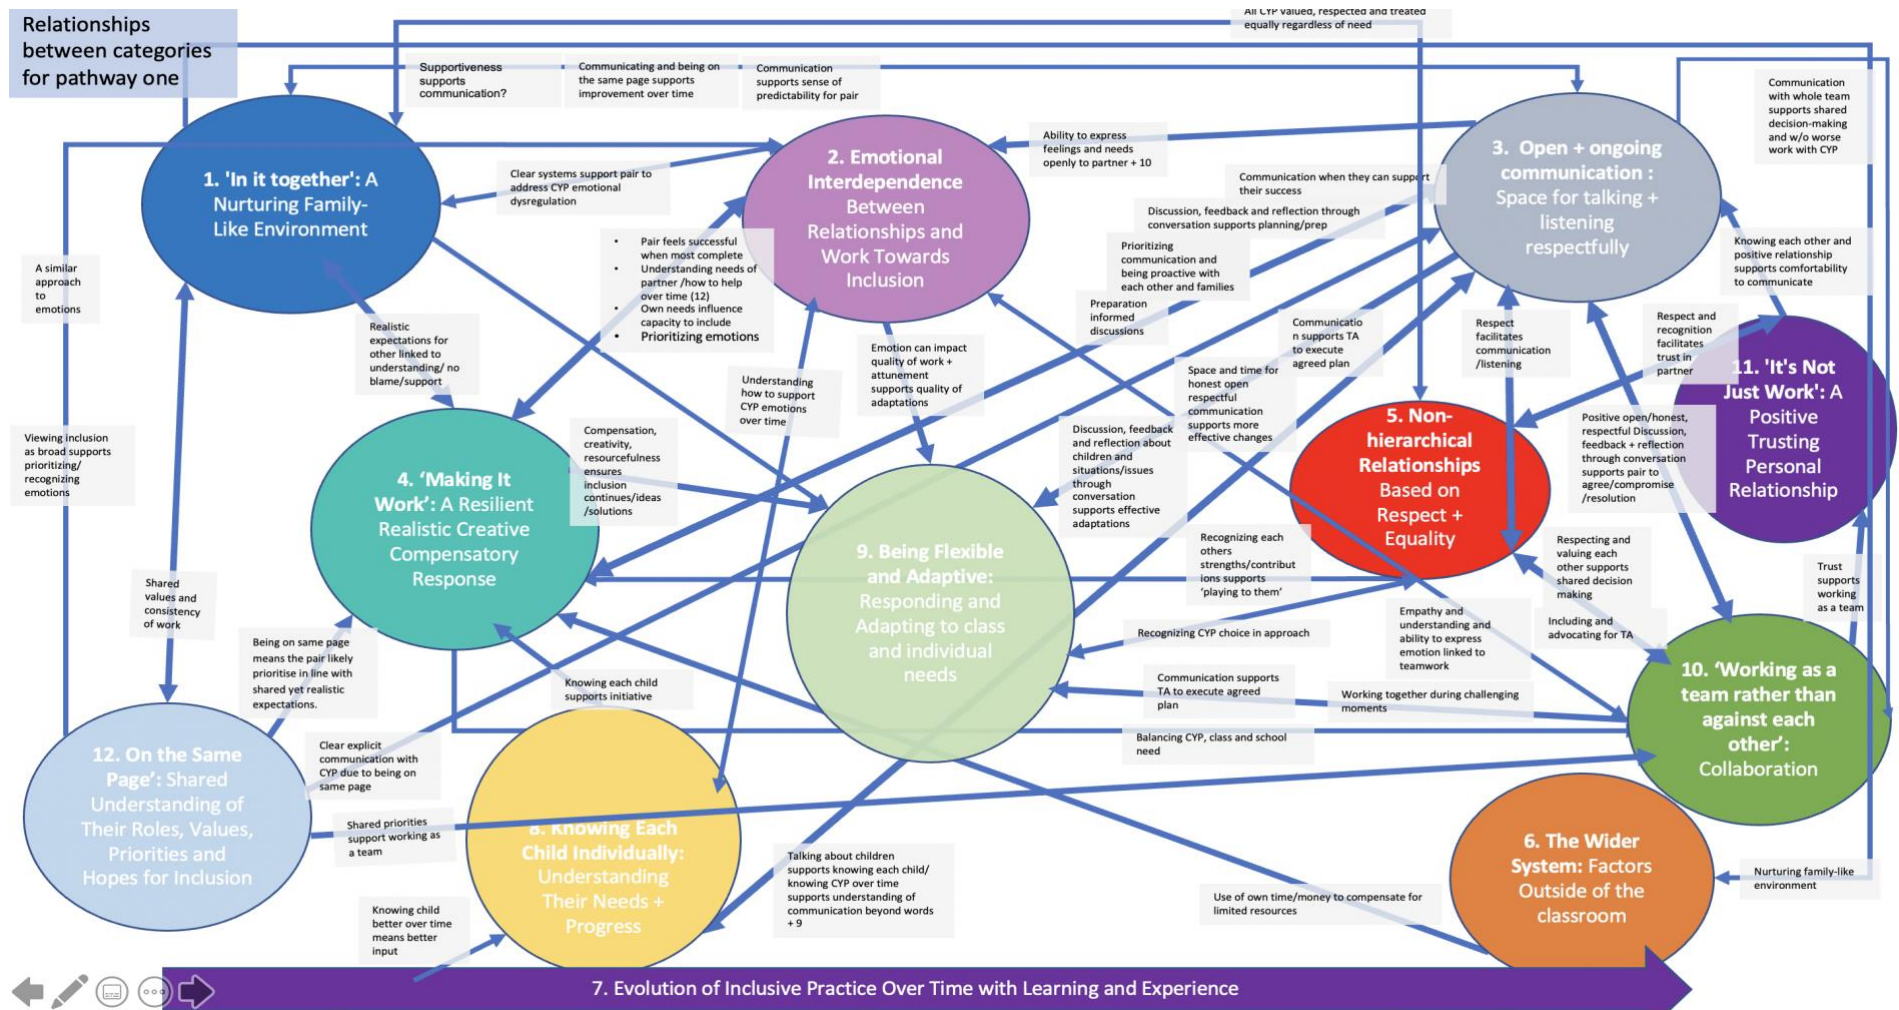 Relationships
between categories
for pathway one
All CYP valued, respected and treated
equally regardless of need
Supportiveness
supports
communication?
Communicating and being on
the same page supports
improvement over time
Communication
supports sense of
predictability for pair
Communication
with whole team
supports shared
decision-making
and w/o worse
work with CYP
1. 'In it together': A
Nurturing Family-
Like Environment
Clear systems support pair to
address CYP emotional
dysregulation
2. Emotional
Interdependence
Between
Relationships and
Work Towards
Inclusion
Ability to express
feelings and needs
openly to partner + 10
3. Open + ongoing
communication :
Space for talking +
listening
respectfully
Communication when they can support
their success
Discussion, feedback and reflection through
conversation supports planning/prep
Prioritizing
communication and
being proactive with
each other and families
Preparation
informed
discussions
Knowing each other and
positive relationship
supports comfortability
to communicate
A similar
approach
to
emotions
• Pair feels successful
when most complete
• Understanding needs of
partner /how to help
over time (12)
• Own needs influence
capacity to include
• Prioritizing emotions
Realistic
expectations for
other linked to
understanding/ no
blame/support
Emotion can impact
quality of work +
attunement
supports quality of
adaptations
Understanding
how to support
CYP emotions
over time
Communicatio
n supports TA
to execute
agreed plan
Respect
facilitates
communication
/listening
Respect and
recognition
facilitates
trust in
partner
11. 'It's Not
Just Work': A
Positive
Trusting
Personal
Relationship
Space and time for
honest open
respectful
communication
supports more
effective changes
5. Non-
hierarchical
Relationships
Based on
Respect +
Equality
Positive open/honest,
respectful Discussion,
feedback + reflection
through conversation
supports pair to
agree/compromise
/resolution
Viewing inclusion
as broad supports
prioritizing/
recognizing
emotions
4. ‘Making It
Work’: A Resilient
Realistic Creative
Compensatory
Response
Compensation,
creativity,
resourcefulness
ensures
inclusion
continues/ideas
/solutions
Discussion, feedback
and reflection about
children and
situations/issues
through
conversation
supports effective
adaptations
9. Being Flexible
and Adaptive:
Responding and
Adapting to class
and individual
needs
Recognizing each
others
strengths/contribut
ions supports
‘playing to them’
Respecting and
valuing each
other supports
shared decision
making
Trust
supports
working
as a team
Shared
values and
consistency
of work
Being on same page
means the pair likely
prioritise in line with
shared yet realistic
expectations.
Recognizing CYP choice in approach
Empathy and
understanding and
ability to express
emotion linked to
teamwork
Including and
advocating for TA
Knowing each child
supports initiative
Communication supports
TA to execute agreed
plan
Working together during challenging
moments
10. ‘Working as a
team rather than
against each
other’:
Collaboration
Balancing CYP, class and school
need
12. On the Same
Page’: Shared
Understanding of
Their Roles, Values,
Priorities and
Hopes for Inclusion
Clear explicit
communication with
CYP due to being on
same page
Shared priorities
support working as
a team
8. Knowing Each
Child Individually:
Understanding
Their Needs +
Progress
Talking about children
supports knowing each child/
knowing CYP over time
supports understanding of
communication beyond words
+ 9
Use of own time/money to compensate for
limited resources
6. The Wider
System: Factors
Outside of the
classroom
Nurturing family-like
environment
Knowing child
better over time
means better
input
7. Evolution of Inclusive Practice Over Time with Learning and Experience